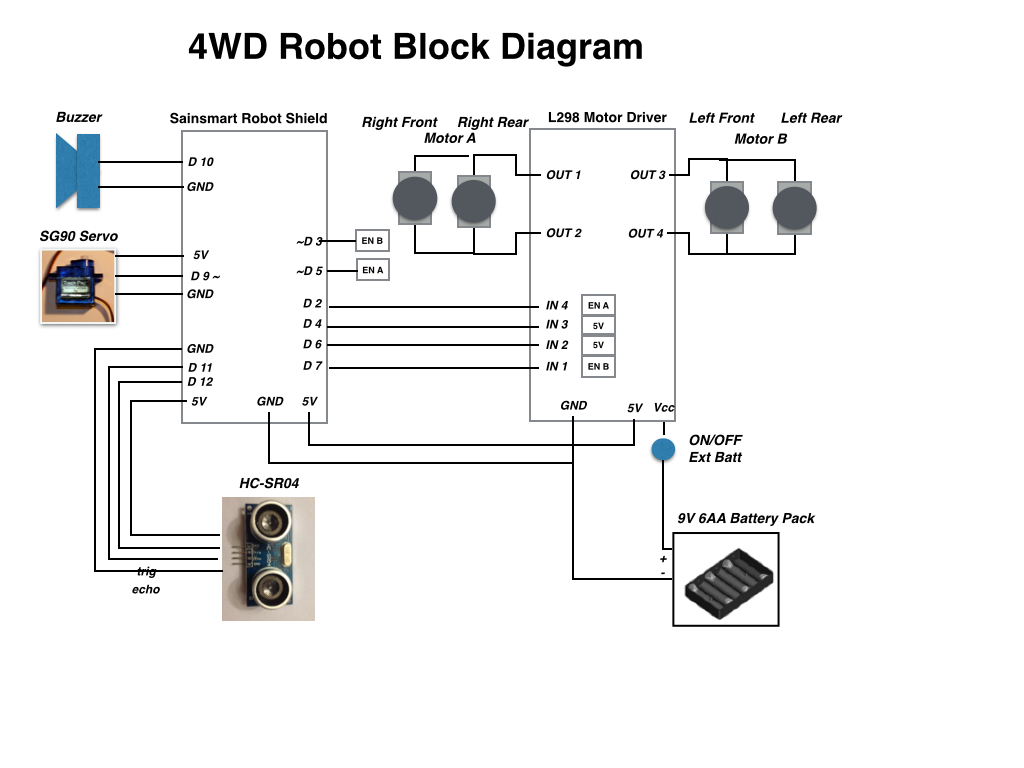 4WD Robot Block Diagram
Buzzer
Sainsmart Robot Shield
Right Front
Right Rear
Motor A
L298 Motor Driver
Left Front
Left Rear
Motor B
D 10
GND
OUT 1
OUT 3
SG90 Servo
5V
D 9 ~
GND
~D 3
EN B
~D 5
EN A
OUT 2
OUT 4
D 2
D 4
D 6
D 7
IN 4
EN A
IN 3
5V
IN 2
5V
IN 1
EN B
GND
D 11
D 12
5V
GND
5V
GND
5V
Vcc
ON/OFF
Ext Batt
HC-SR04
trig
echo
9V 6AA Battery Pack
+
-